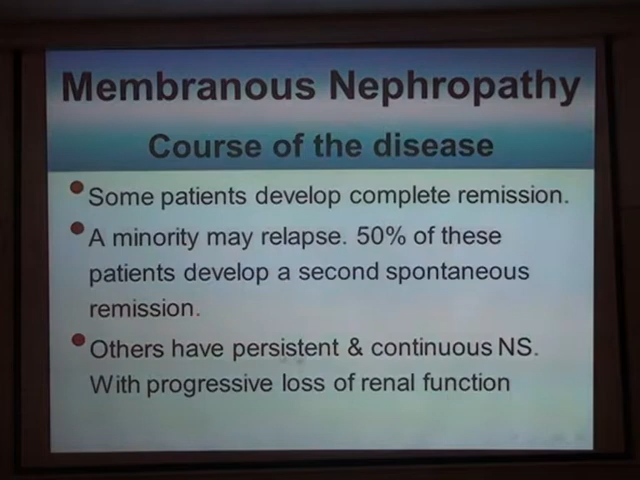 Membranous Nephropathy
Course of the disease
Some patients develop complete remission.
A minority may relapse. 50% of these
patients develop a second spontaneous
remission.
Others have persistent & continuous NS.
With progressive loss of renal function